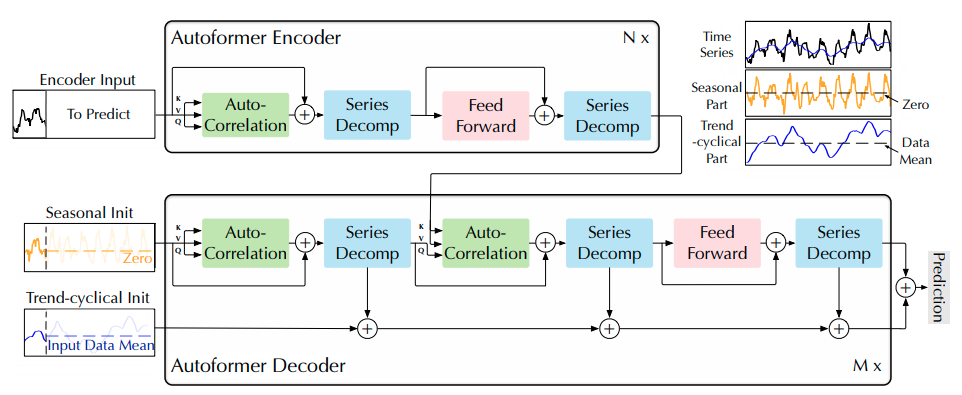 Autoformer Encoder
N x
Encoder Input
To Predict
K
V
Q
Auto-
Correlation
+
Series
Decomp
Feed
Forward
+
Series
Decomp
Time
Series
Seasonal
Part
Zero
Trend
-cyclical
Part
Data
Mean
Seasonal Init
Zero
K
V
Q
Auto-
Correlation
+
Series
Decomp
K
V
Q
Auto-
Correlation
+
Series
Decomp
Feed
Forward
+
Series
Decomp
+
Prediction
Trend-cyclical Init
Input Data Mean
+
+
+
Autoformer Decoder
M x